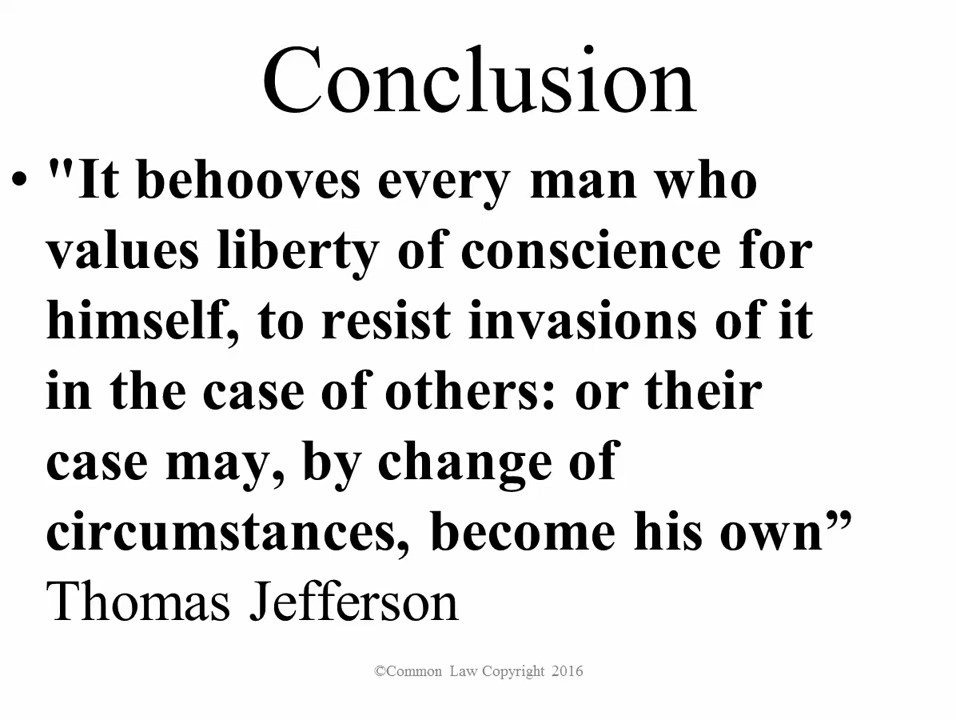 Conclusion
• "It behooves every man who
values liberty of conscience for
himself, to resist invasions of it
in the case of others: or their
case may, by change of
circumstances, become his own”
Thomas Jefferson
©Common Law Copyright 2016